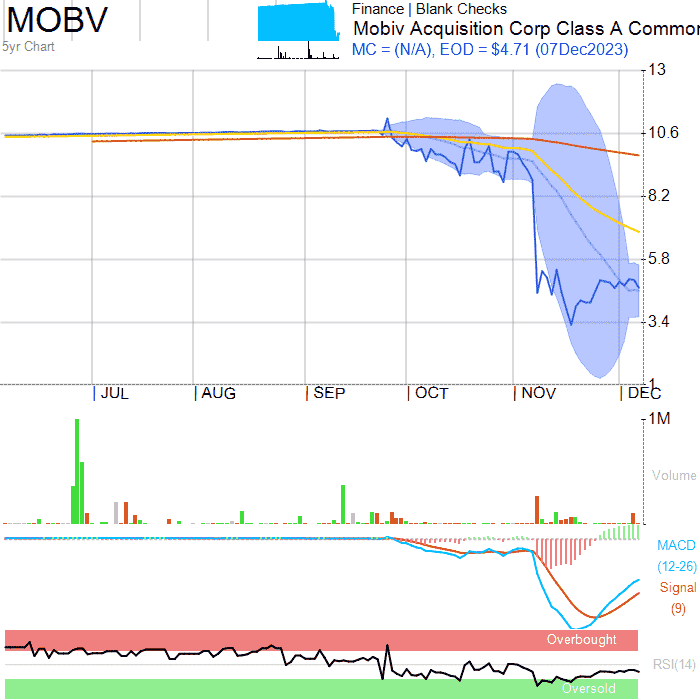 MOBV
5yr Chart
Finance | Blank Checks
Mobiv Acquisition Corp Class A Common
MC = (N/A), EOD = $4.71 (07Dec2023)
13
10.6
8.2
5.8
3.4
1
JUL AUG SEP OCT NOV DEC
1M
Volume
MACD
(12-26)
Signal
(9)
Overbought
RSI(14)
Oversold